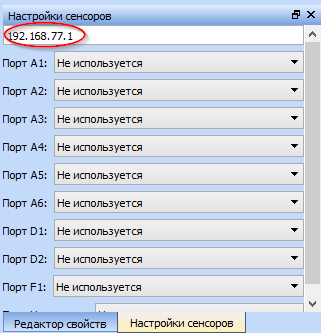 Настройки сенсоров
192.168.77.1
Порт A1: Не используется
Порт A2: Не используется
Порт A3: Не используется
Порт A4: Не используется
Порт A5: Не используется
Порт A6: Не используется
Порт D1: Не используется
Порт D2: Не используется
Порт F1: Не используется
Редактор свойств Настройки сенсоров